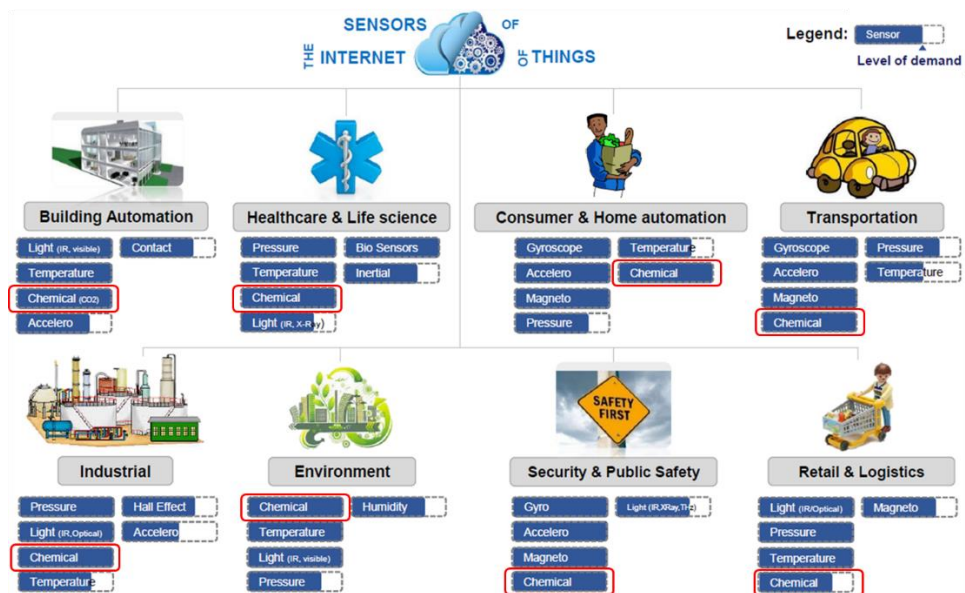 SENSORS OF
THE INTERNET OF THINGS
Legend: Sensor
Level of demand
Building Automation
Light (IR, visible)
Contact
Temperature
Chemical (CO2)
Accelero
Healthcare & Life science
Pressure
Bio Sensors
Temperature
Inertial
Chemical
Light (IR, X-Ray)
Consumer & Home automation
Gyroscope
Temperature
Accelero
Chemical
Magneto
Pressure
Transportation
Gyroscope
Pressure
Accelero
Temperature
Magneto
Chemical
Industrial
Pressure
Hall Effect
Light (IR,Optical)
Accelero
Chemical
Temperature
Environment
Chemical
Humidity
Temperature
Light (IR, visible)
Pressure
SAFETY
FIRST
Security & Public Safety
Gyro
Light (IR,XRay,THz)
Accelero
Magneto
Chemical
Retail & Logistics
Light (IR/Optical)
Magneto
Pressure
Temperature
Chemical